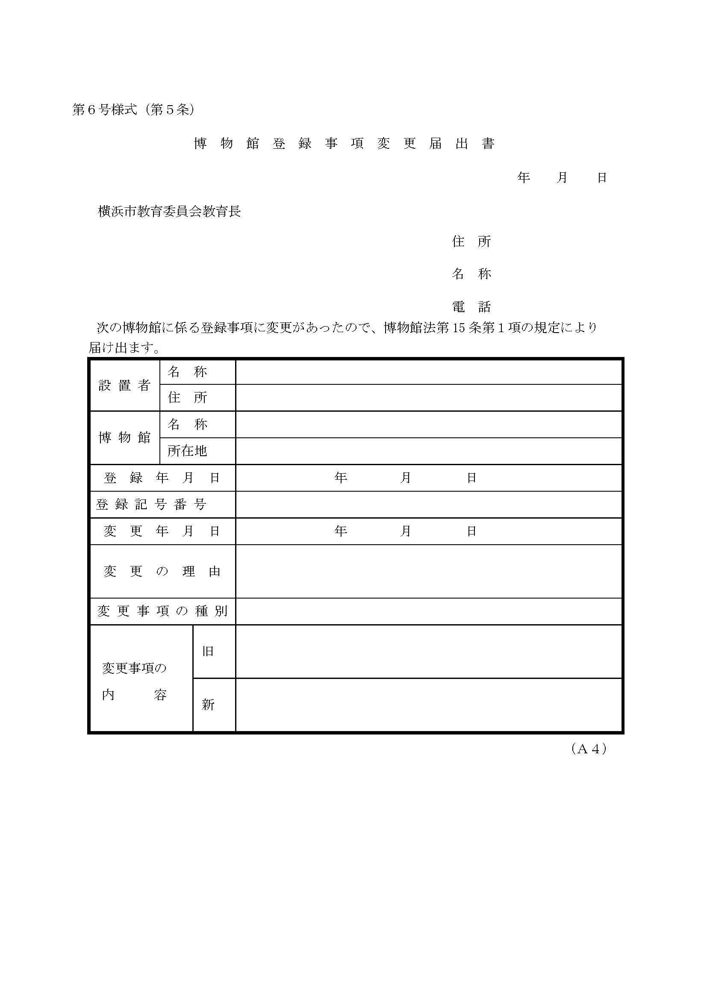 第６号様式（第５条）
博　物　館　登　録　事　項　変　更　届　出　書
年　　月　　日
横浜市教育委員会教育長
住　所
名　称
電　話
次の博物館に係る登録事項に変更があったので、博物館法第 15 条第１項の規定により
届け出ます。
設 置 者
名　称
住　所
博 物 館
名　称
所在地
登　録　年　月　日
年　　　　月　　　　日
登 録 記 号 番 号
変　更　年　月　日
年　　　　月　　　　日
変　更　の　理　由
変 更 事 項 の 種 別
変更事項の
内　　　容
旧
新
（Ａ４）